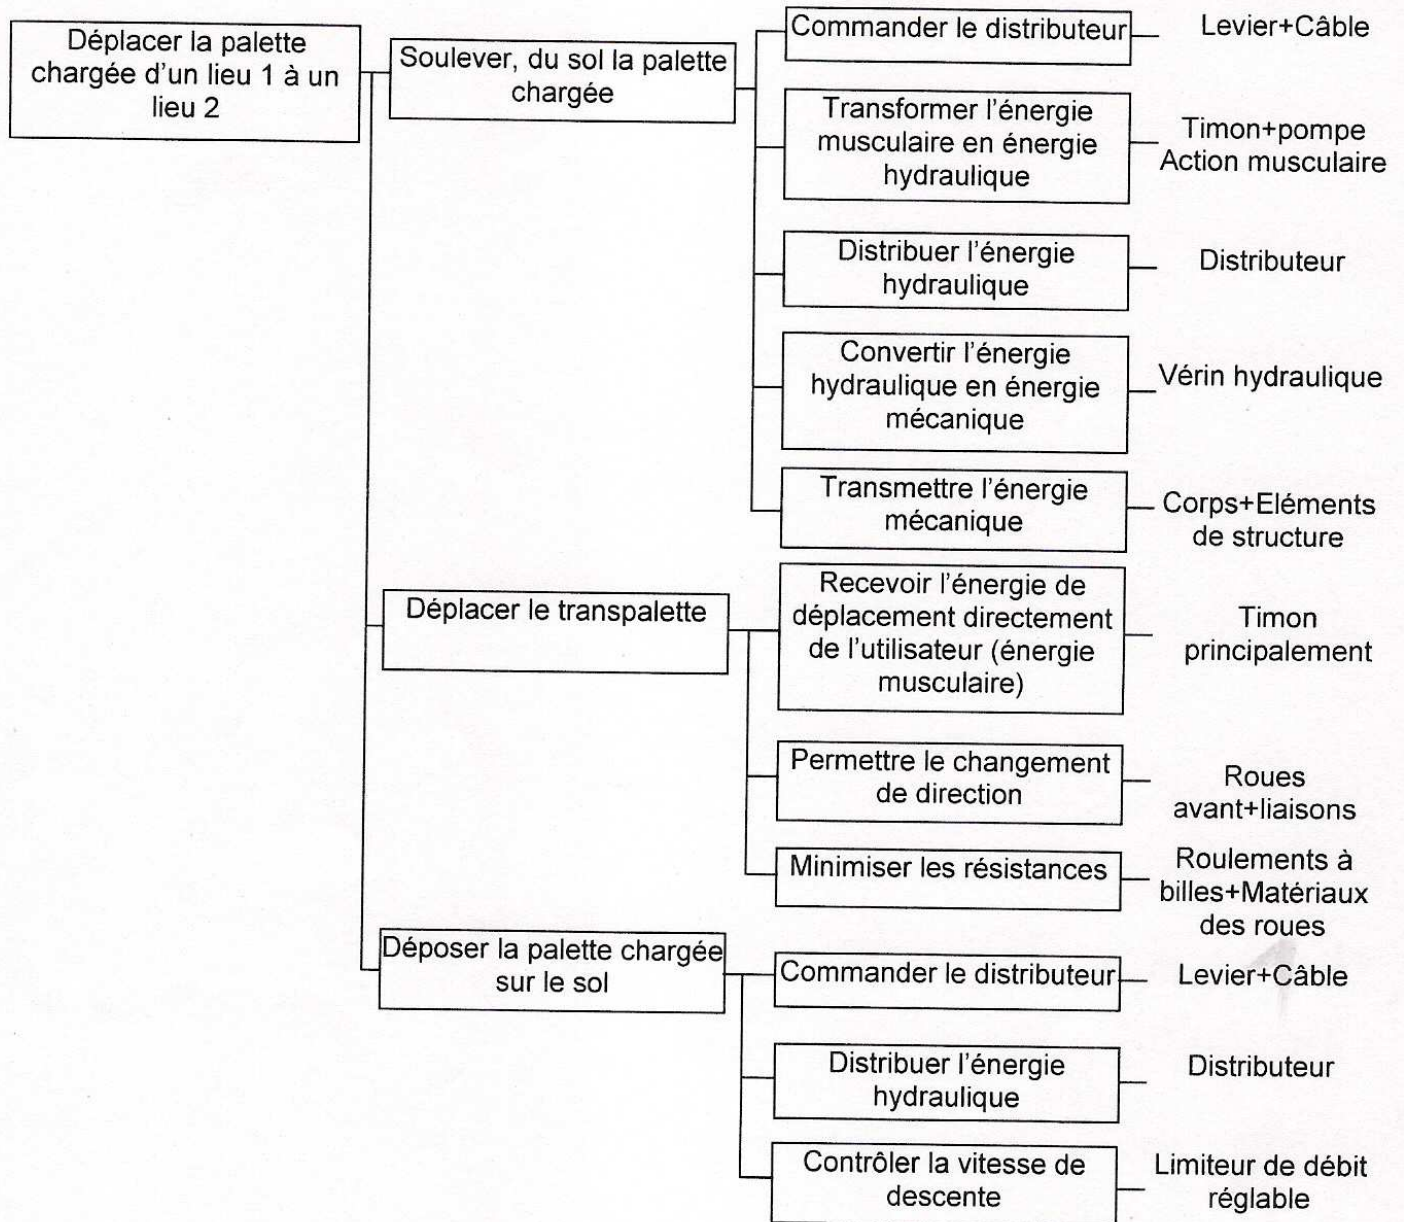 Déplacer la palette
chargée d'un lieu 1 à un
lieu 2
Soulever, du sol la palette
chargée
Commander le distributeur
Levier+Câble
Transformer l'énergie
musculaire en énergie
hydraulique
Timon+pompe
Action musculaire
Distribuer l'énergie
hydraulique
Distributeur
Convertir l'énergie
hydraulique en énergie
mécanique
Vérin hydraulique
Transmettre l'énergie
mécanique
Corps+Eléments
de structure
Déplacer le transpalette
Recevoir l'énergie de
déplacement directement
de l'utilisateur (énergie
musculaire)
Timon
principalement
Permettre le changement
de direction
Roues
avant+liaisons
Minimiser les résistances
Roulements à
billes+Matériaux
des roues
Déposer la palette chargée
sur le sol
Commander le distributeur
Levier+Câble
Distribuer l'énergie
hydraulique
Distributeur
Contrôler la vitesse de
descente
Limiteur de débit
réglable